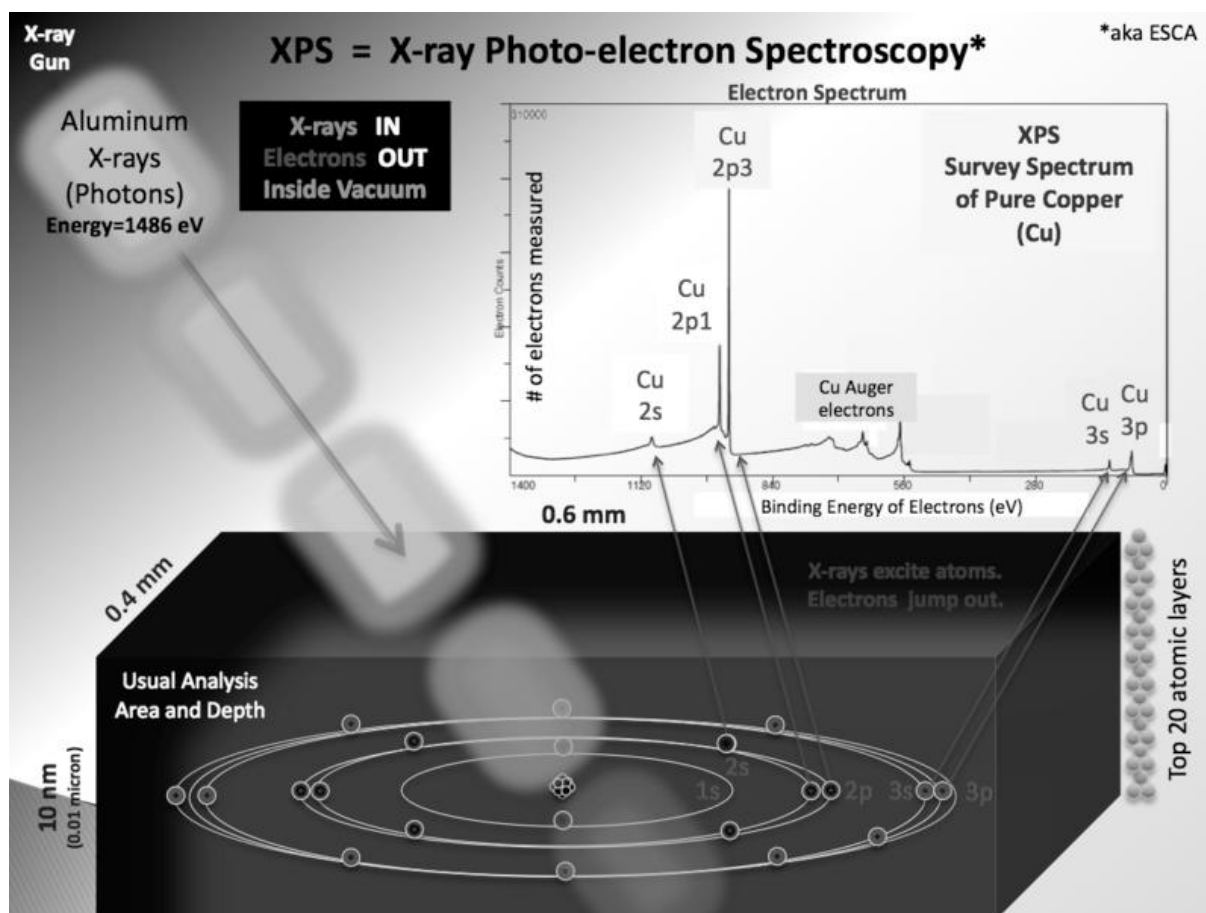 X-ray
Gun
XPS = X-ray Photo-electron Spectroscopy*
*aka ESCA
Aluminum
X-rays
(Photons)
Energy=1486 eV
X-rays IN
Electrons OUT
Inside Vacuum
Electron Spectrum
310000
Electron Counts
# of electrons measured
Cu
2p3
Cu
2p1
Cu
2s
Cu Auger
electrons
Cu
3s
Cu
3p
XPS
Survey Spectrum
of Pure Copper
(Cu)
1400
1120
840
560
280
0
Binding Energy of Electrons (eV)
0.6 mm
0.4 mm
X-rays excite atoms.
Electrons jump out.
Usual Analysis
Area and Depth
10 nm
(0.01 micron)
1s
2s
2p
3s
3p
Top 20 atomic layers